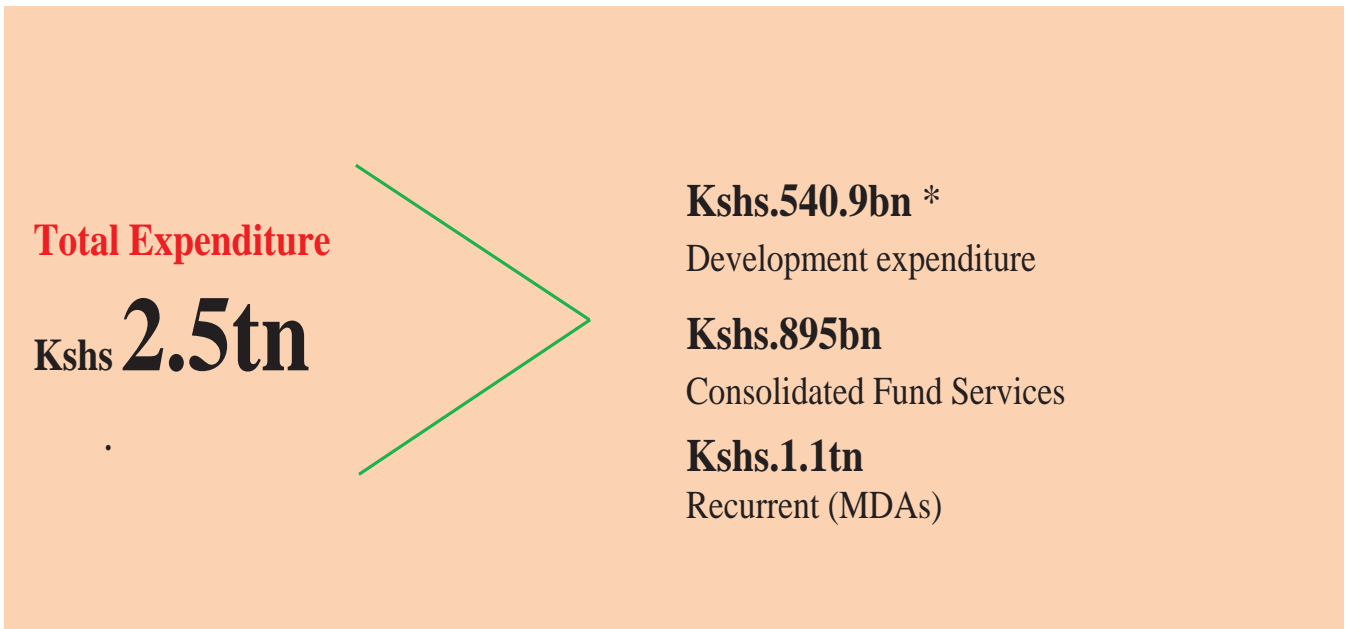 Total Expenditure
Kshs 2.5tn
.
Kshs.540.9bn *
Development expenditure
Kshs.895bn
Consolidated Fund Services
Kshs.1.1tn
Recurrent (MDAs)